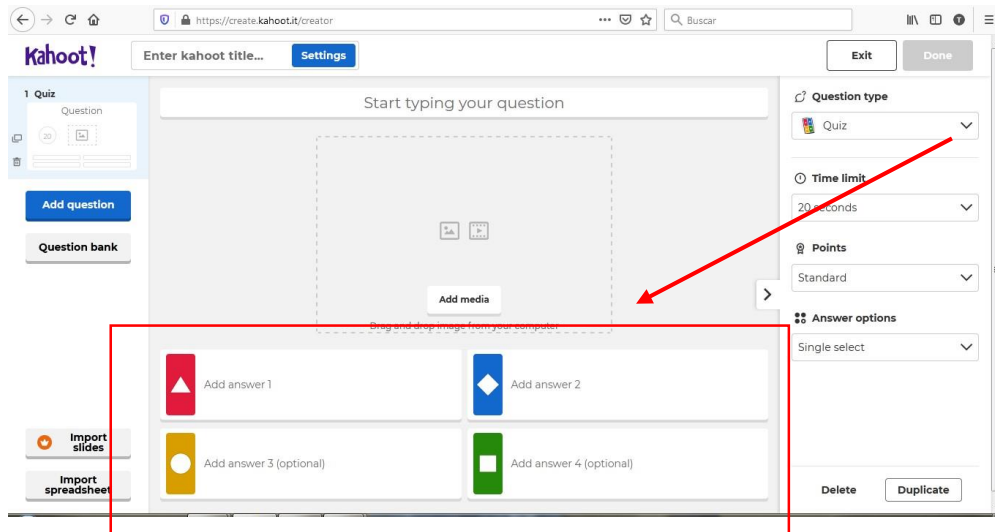 https://create.kahoot.it/creator
Buscar
Kahoot!
Enter kahoot title...
Settings
Exit
Done
1 Quiz
Question
20
Add question
Question bank
Import slides
Import spreadsheet
Start typing your question
Add media
Drag and drop image from your computer
Add answer 1
Add answer 2
Add answer 3 (optional)
Add answer 4 (optional)
Question type
Quiz
Time limit
20 seconds
Points
Standard
Answer options
Single select
Delete
Duplicate